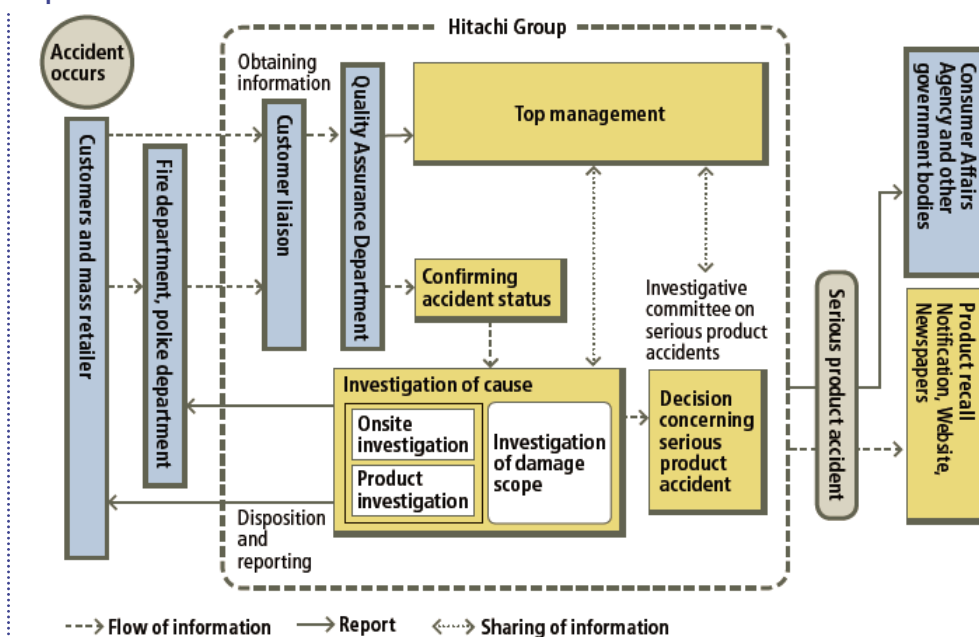 Hitachi Group
Accident
occurs
Obtaining
information
Customers and mass retailer
Fire department, police department
Customer liaison
Quality Assurance Department
Top management
Confirming
accident status
Investigative
committee on
serious product
accidents
Investigation of cause
Onsite
investigation
Product
investigation
Investigation
of damage
scope
Decision
concerning
serious
product
accident
Disposition
and
reporting
Serious product accident
Consumer Affairs
Agency and other
government bodies
Product recall
Notification, Website,
Newspapers
Flow of information
Report
Sharing of information